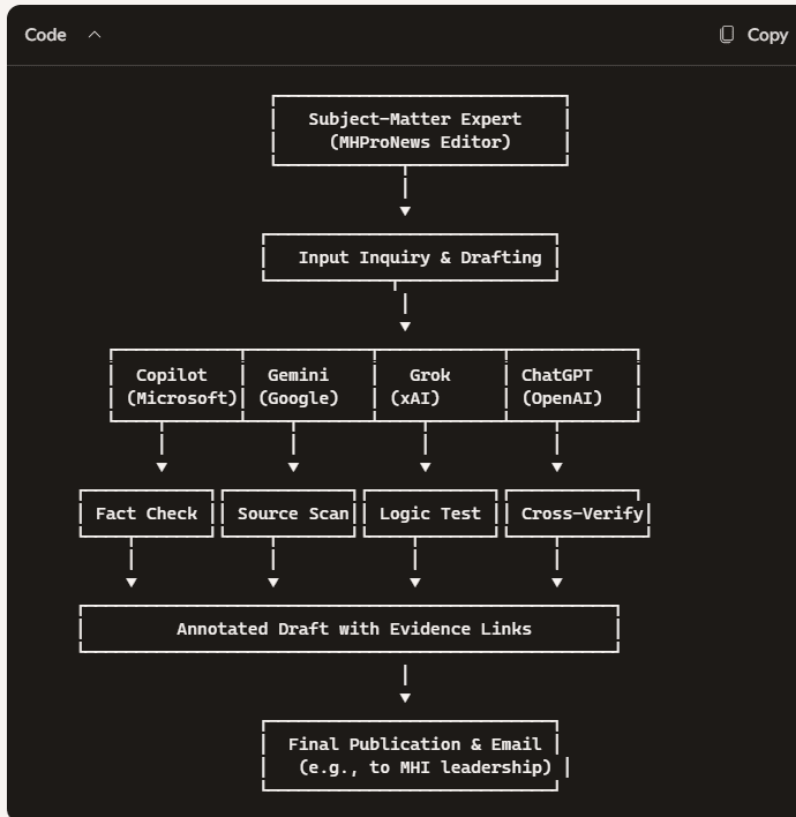 Code
Copy
Subject-Matter Expert
(MHProNews Editor)
Input Inquiry & Drafting
Copilot Gemini Grok ChatGPT
(Microsoft) (Google) (xAI) (OpenAI)
Fact Check Source Scan Logic Test Cross-Verify
Annotated Draft with Evidence Links
Final Publication & Email
(e.g., to MHI leadership)